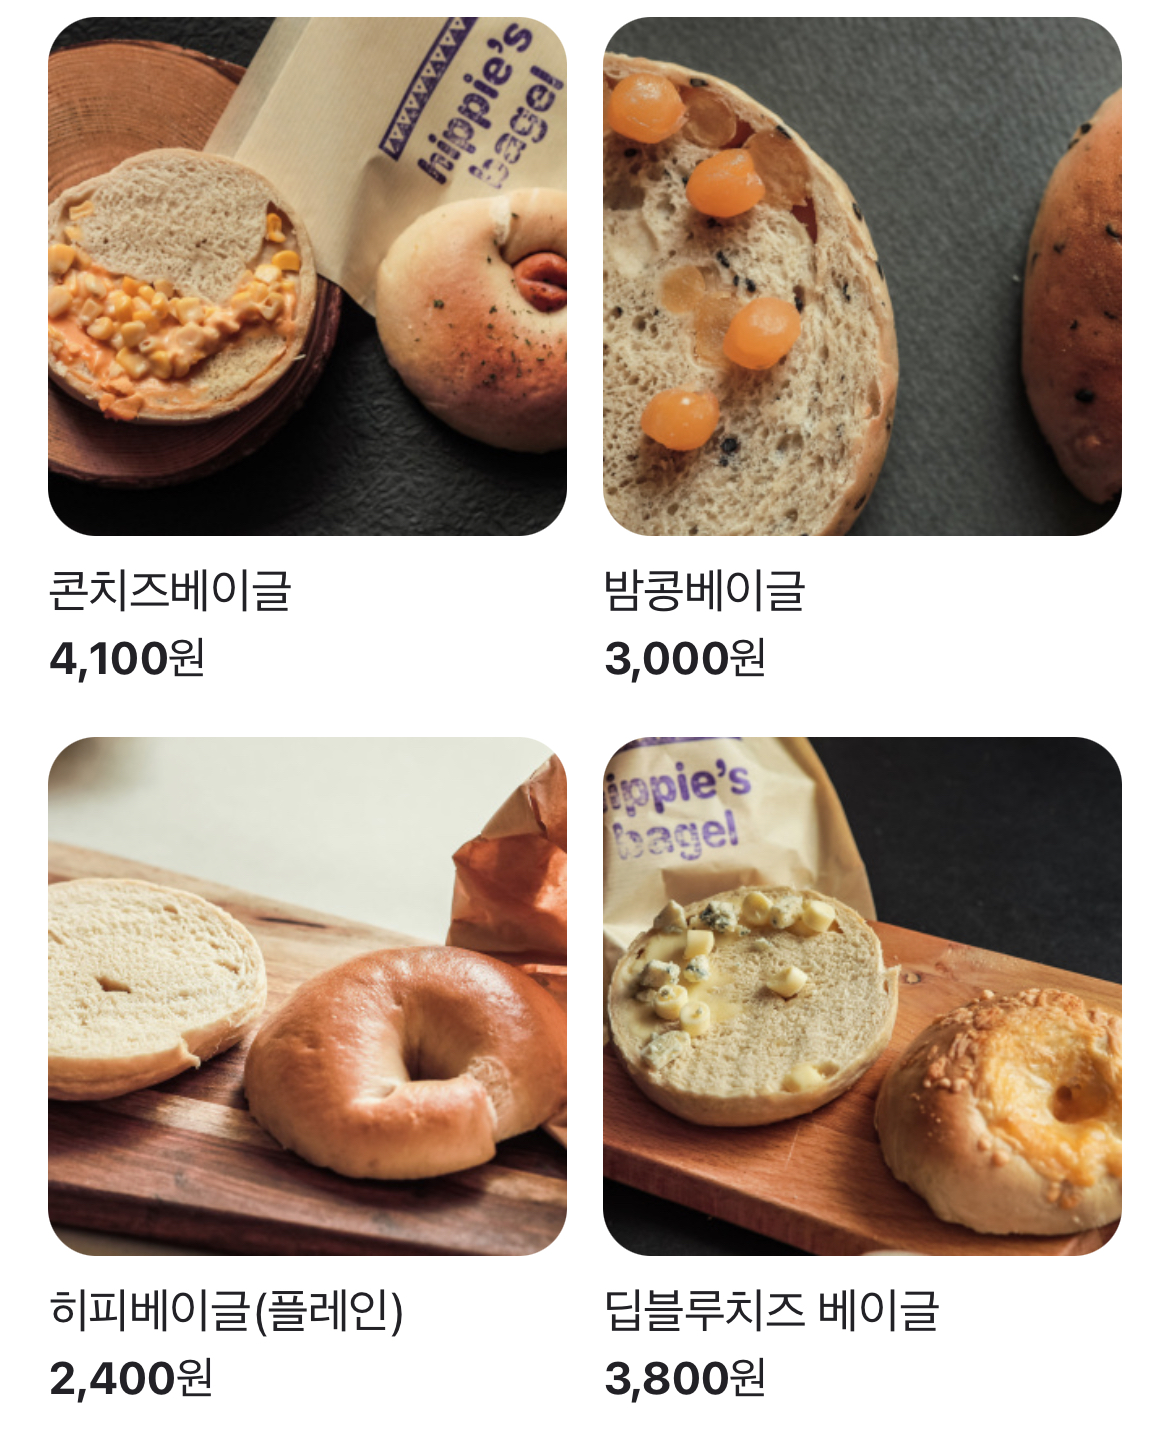 hippie's
bagel
콘치즈베이글
밤콩베이글
4,100원
3,000원
ippie's
bagel
히피베이글(플레인)
딥블루치즈 베이글
2,400원
3,800원